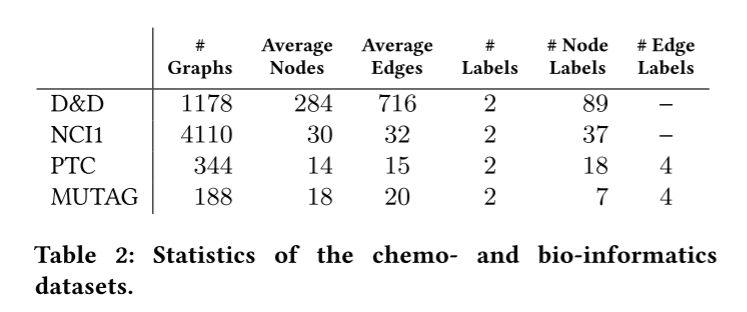 # Graphs Average Nodes Average Edges # Labels # Node Labels # Edge Labels
D&D 1178 284 716 2 89 –
NCI1 4110 30 32 2 37 –
PTC 344 14 15 2 18 4
MUTAG 188 18 20 2 7 4
Table 2: Statistics of the chemo- and bio-informatics
datasets.